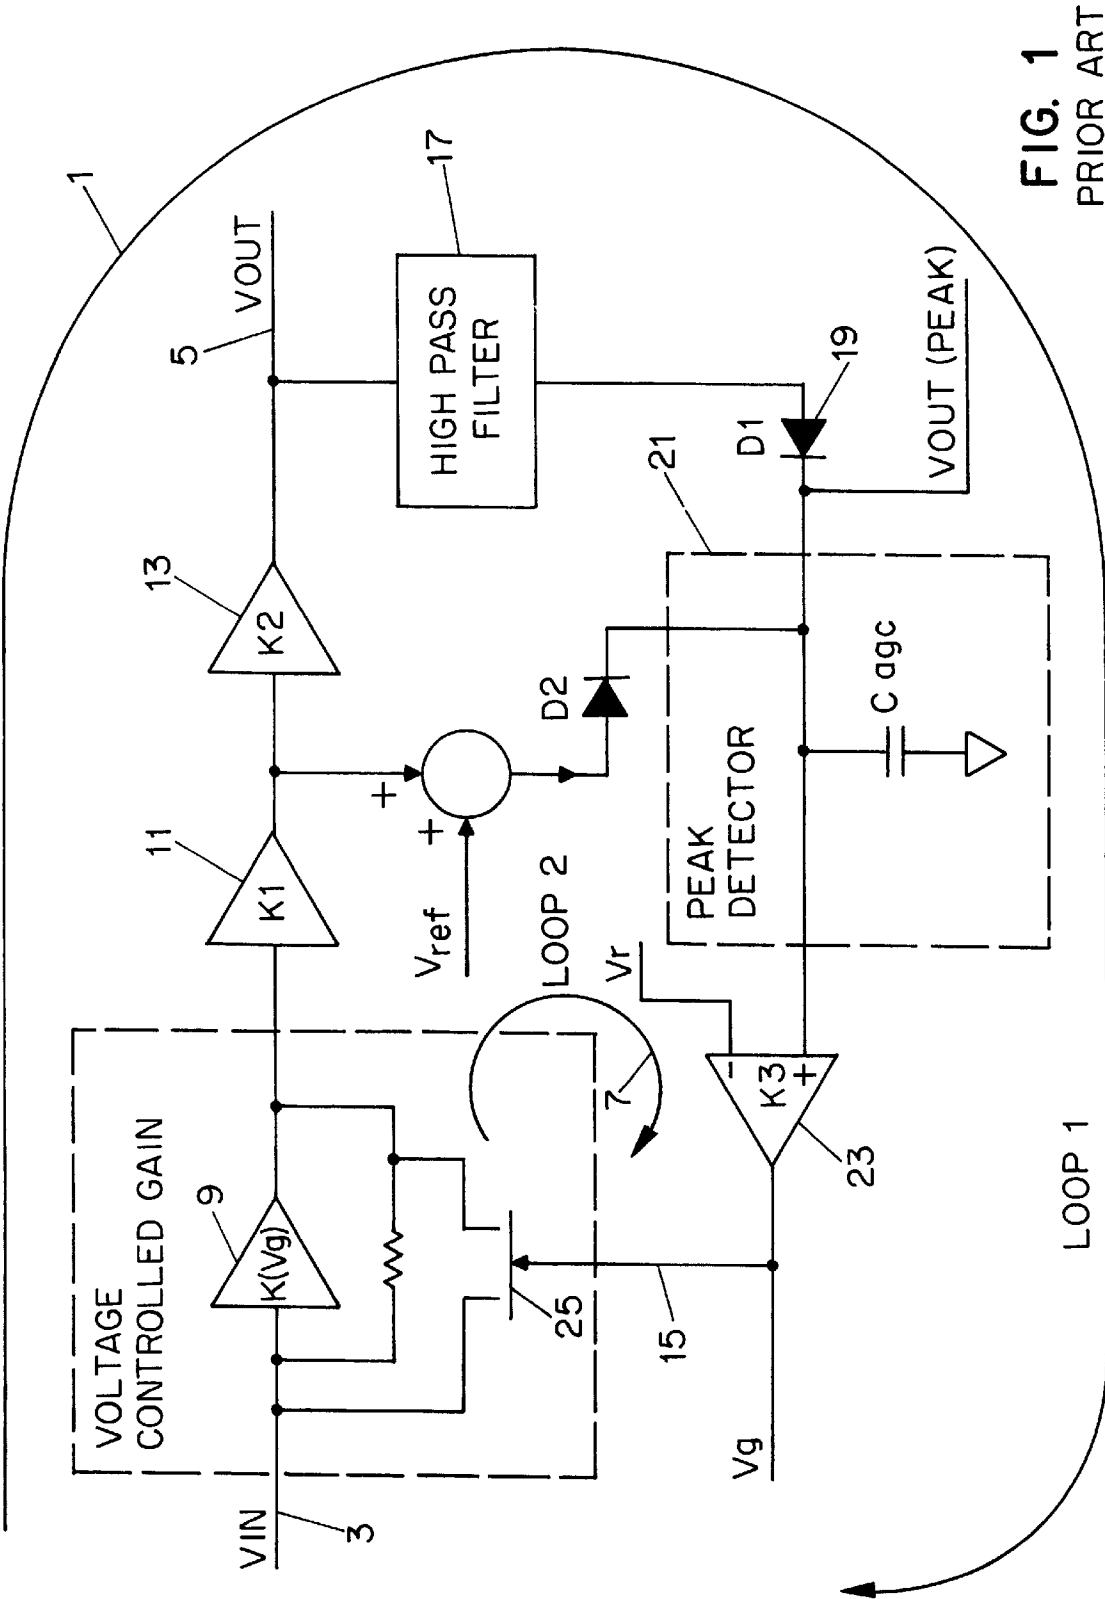 1
5
VOUT
13
K2
11
K1
17
HIGH PASS
FILTER
VOLTAGE
CONTROLLED GAIN
9
K(Vg)
VIN
3
+
+
Vref
D2
LOOP 2
7
25
15
D1
19
21
VOUT (PEAK)
PEAK
DETECTOR
C agc
Vr
-
K3
+
23
Vg
LOOP 1
FIG. 1
PRIOR ART